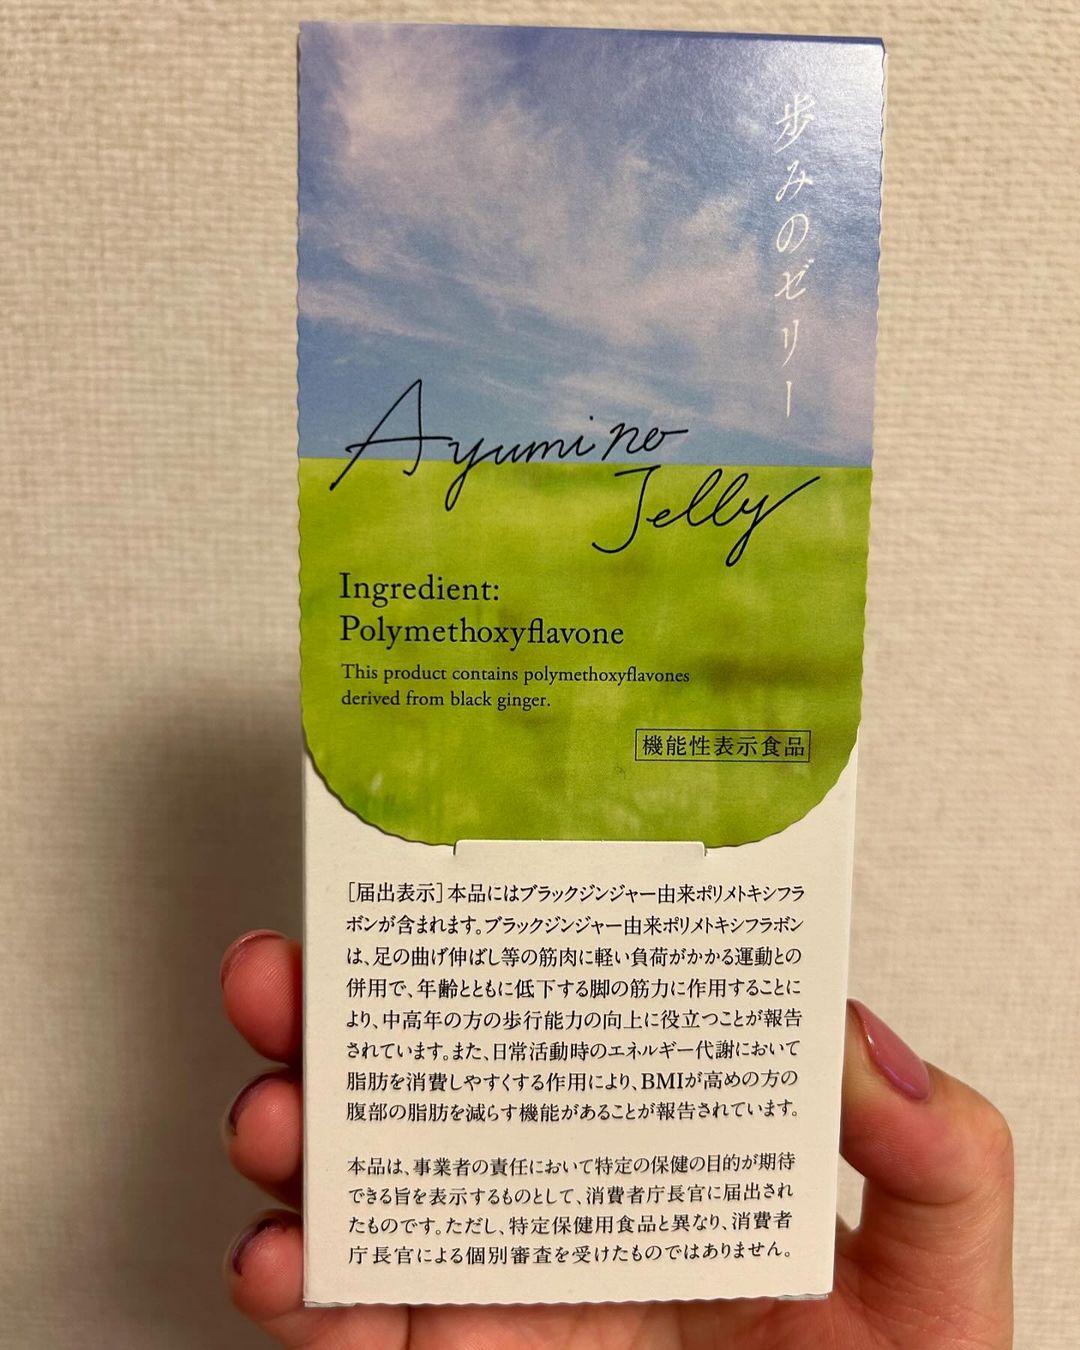 歩みのゼリー
Ayumi no
Jelly
Ingredient:
Polymethoxyflavone
This product contains polymethoxyflavones
derived from black ginger.
機能性表示食品
［届出表示］本品にはブラックジンジャー由来ポリメトキシフラ
ボンが含まれます。ブラックジンジャー由来ポリメトキシフラボン
は、足の曲げ伸ばし等の筋肉に軽い負荷がかかる運動との
併用で、年齢とともに低下する脚の筋力に作用することに
より、中高年の方の歩行能力の向上に役立つことが報告
されています。また、日常活動時のエネルギー代謝において
脂肪を消費しやすくする作用により、BMIが高めの方の
腹部の脂肪を減らす機能があることが報告されています。
本品は、事業者の責任において特定の保健の目的が期待
できる旨を表示するものとして、消費者庁長官に届出され
たものです。ただし、特定保健用食品と異なり、消費者
庁長官による個別審査を受けたものではありません。